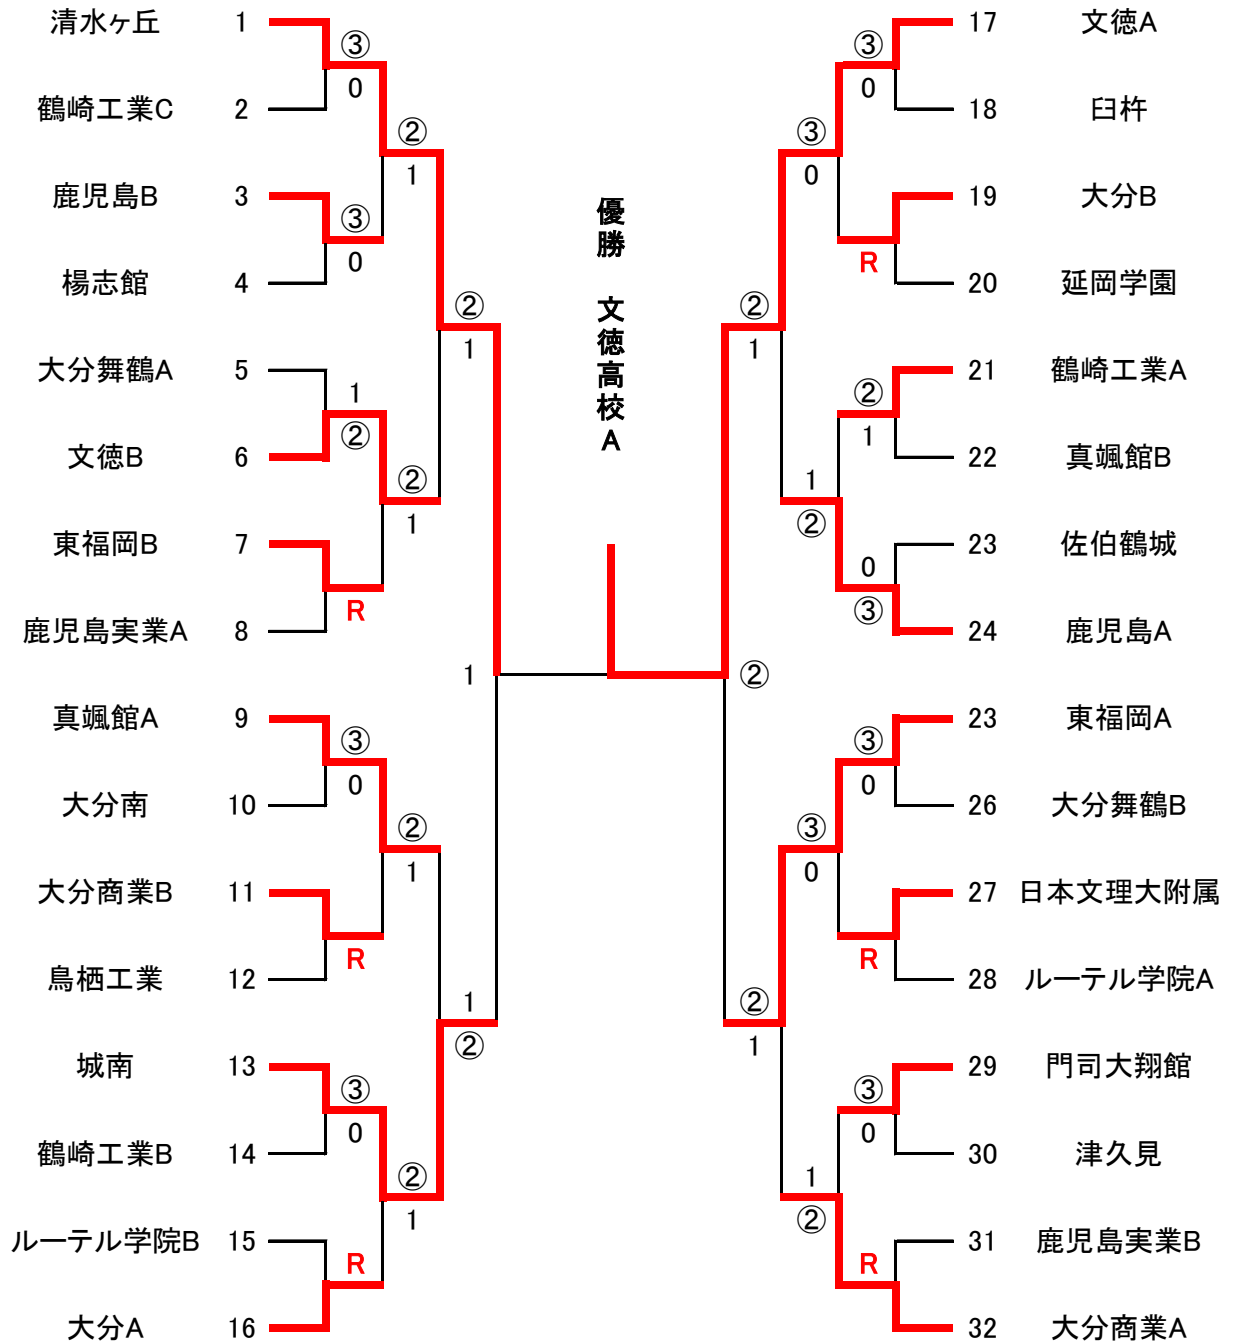 清水ヶ丘 1
③
0
鶴崎工業C 2
②
1
鹿児島B 3
③
0
楊志館 4
②
1
大分舞鶴A 5
1
②
文徳B 6
②
1
東福岡B 7
R
鹿児島実業A 8
1
真颯館A 9
③
0
大分南 10
②
1
大分商業B 11
R
鳥栖工業 12
1
②
城南 13
③
0
鶴崎工業B 14
②
1
ルーテル学院B 15
R
大分A 16
優勝 文徳高校A
17 文徳A
③
0
18 臼杵
③
0
19 大分B
R
20 延岡学園
②
1
21 鶴崎工業A
②
1
22 真颯館B
1
②
23 佐伯鶴城
0
③
24 鹿児島A
②
23 東福岡A
③
0
26 大分舞鶴B
③
0
27 日本文理大附属
R
28 ルーテル学院A
②
1
29 門司大翔館
③
0
30 津久見
1
②
31 鹿児島実業B
R
32 大分商業A